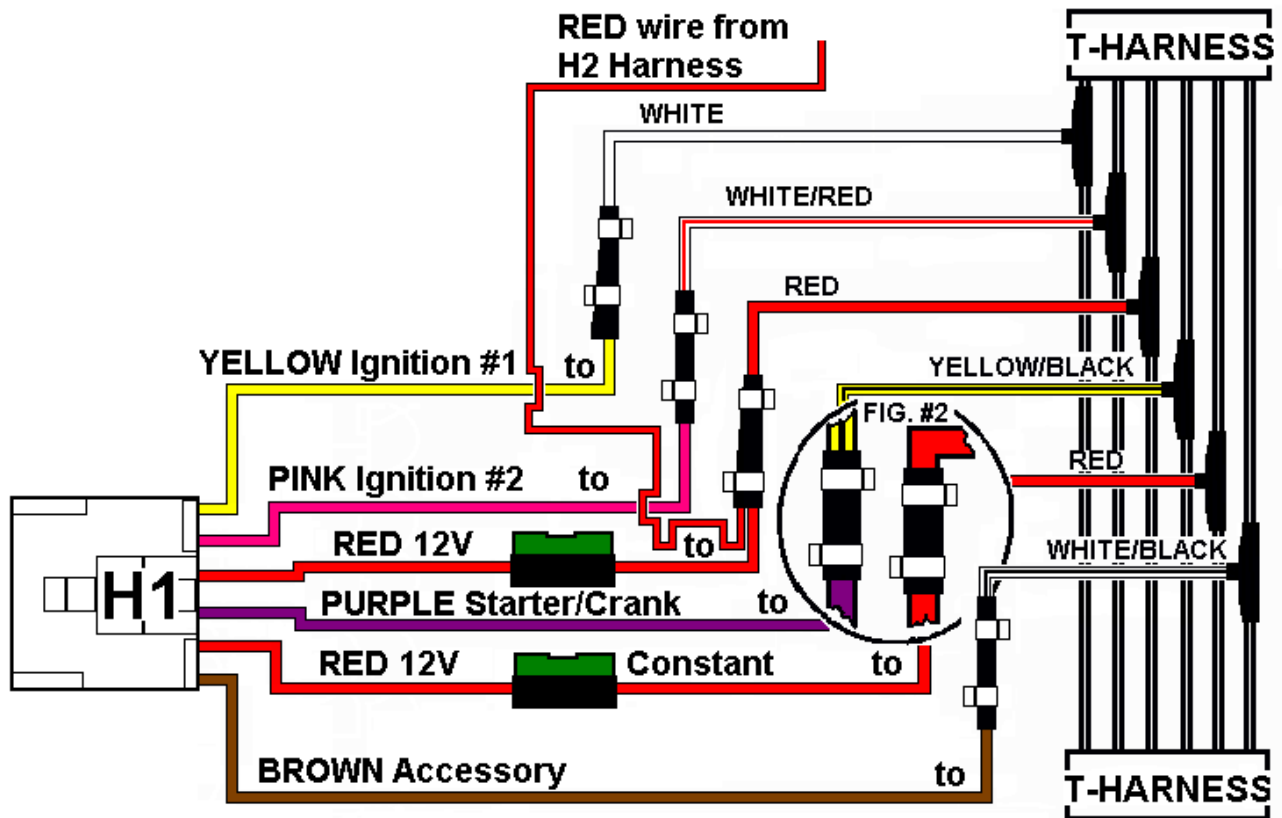 RED wire from
H2 Harness
T-HARNESS
WHITE
WHITE/RED
RED
YELLOW Ignition #1 to
YELLOW/BLACK
FIG. #2
PINK Ignition #2 to
RED
RED 12V to
WHITE/BLACK
H1
PURPLE Starter/Crank to
RED 12V Constant to
BROWN Accessory to
T-HARNESS